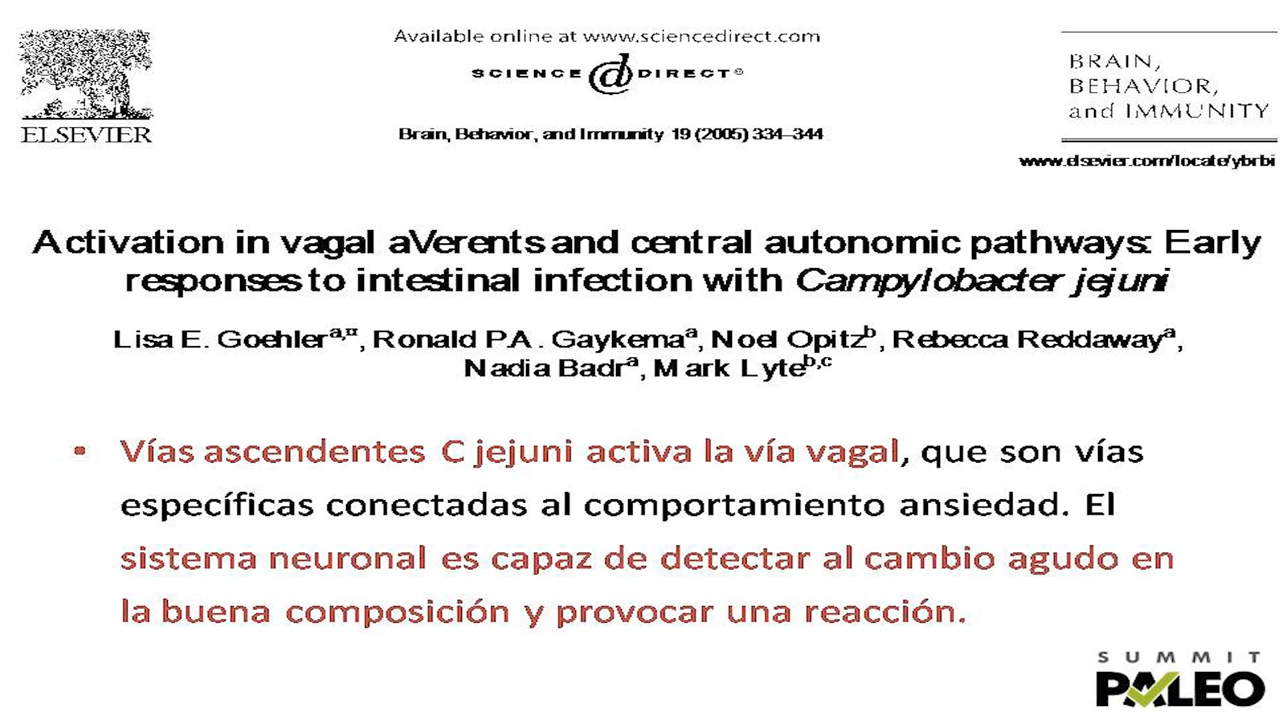 Available online at www.sciencedirect.com
SCIENCE d DIRECT®
ELSEVIER
BRAIN,
BEHAVIOR,
and IMMUNITY
Brain, Behavior, and Immunity 19 (2005) 334–344
www.elsevier.com/locate/ybrbi
Activation in vagal aVerents and central autonomic pathways: Early
responses to intestinal infection with Campylobacter jejuni
Lisa E. Goehler a,¤, Ronald P.A. Gaykema a, Noel Opitz b, Rebecca Reddaway a,
Nadia Badr a, Mark Lyte b,c
• Vías ascendentes C jejuni activa la vía vagal, que son vías
específicas conectadas al comportamiento ansiedad. El
sistema neuronal es capaz de detectar al cambio agudo en
la buena composición y provocar una reacción.
SUMMIT
PALEO